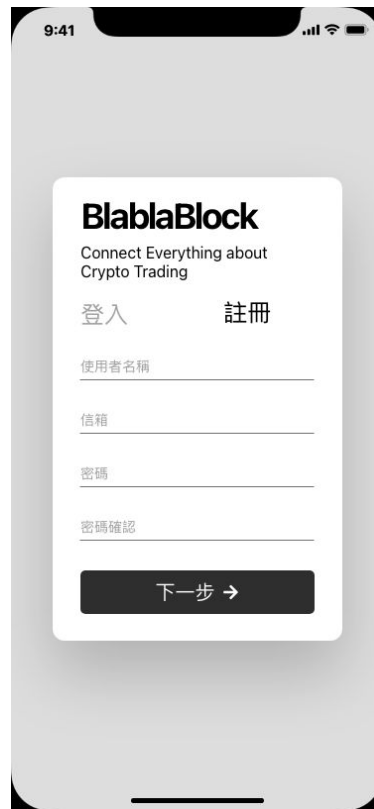 9:41
BlablaBlock
Connect Everything about
Crypto Trading
登入 註冊
使用者名稱
信箱
密碼
密碼確認
下一步 →